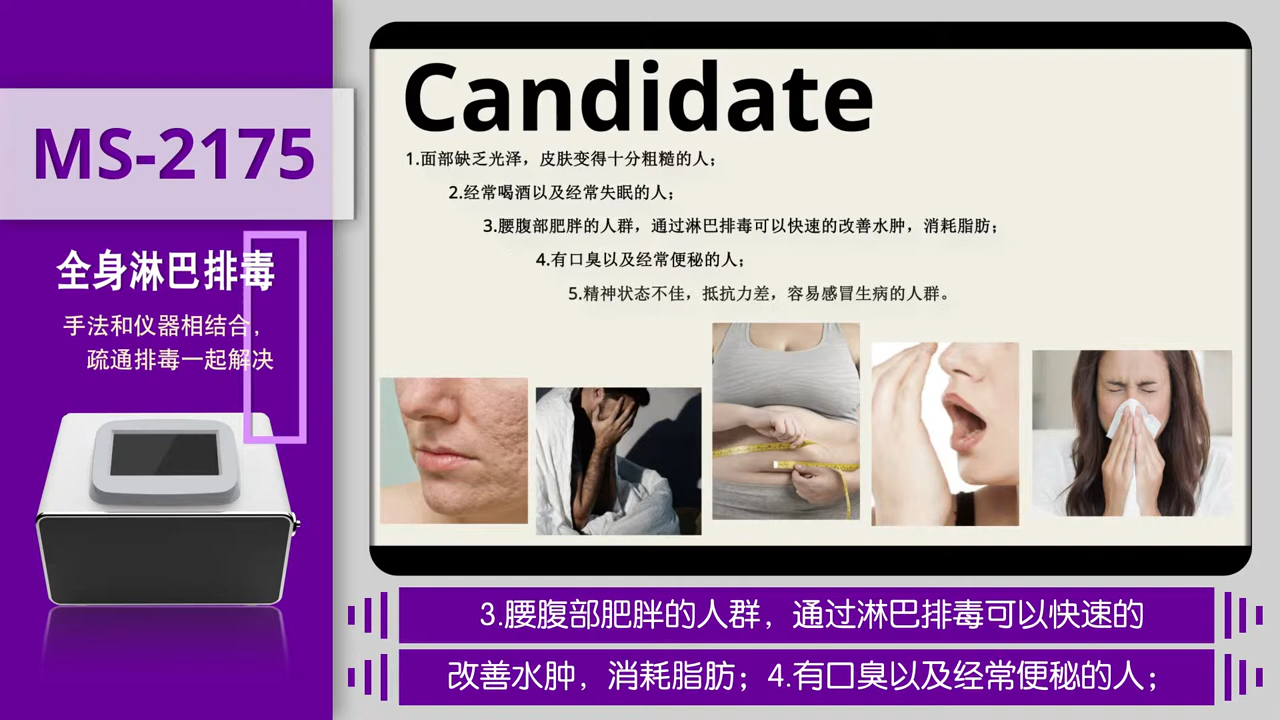 MS-2175
全身淋巴排毒
手法和仪器相结合，
疏通排毒一起解决
Candidate
1.面部缺乏光泽，皮肤变得十分粗糙的人；
2.经常喝酒以及经常失眠的人；
3.腰腹部肥胖的人群，通过淋巴排毒可以快速的改善水肿，消耗脂肪；
4.有口臭以及经常便秘的人；
5.精神状态不佳，抵抗力差，容易感冒生病的人群。
3.腰腹部肥胖的人群，通过淋巴排毒可以快速的
改善水肿，消耗脂肪；4.有口臭以及经常便秘的人；